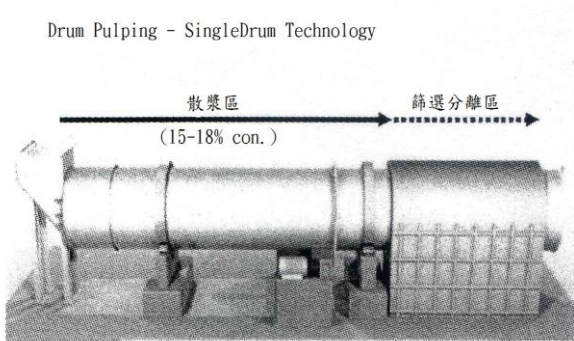 Drum Pulping - SingleDrum Technology
散漿區
篩選分離區
(15-18% con.)